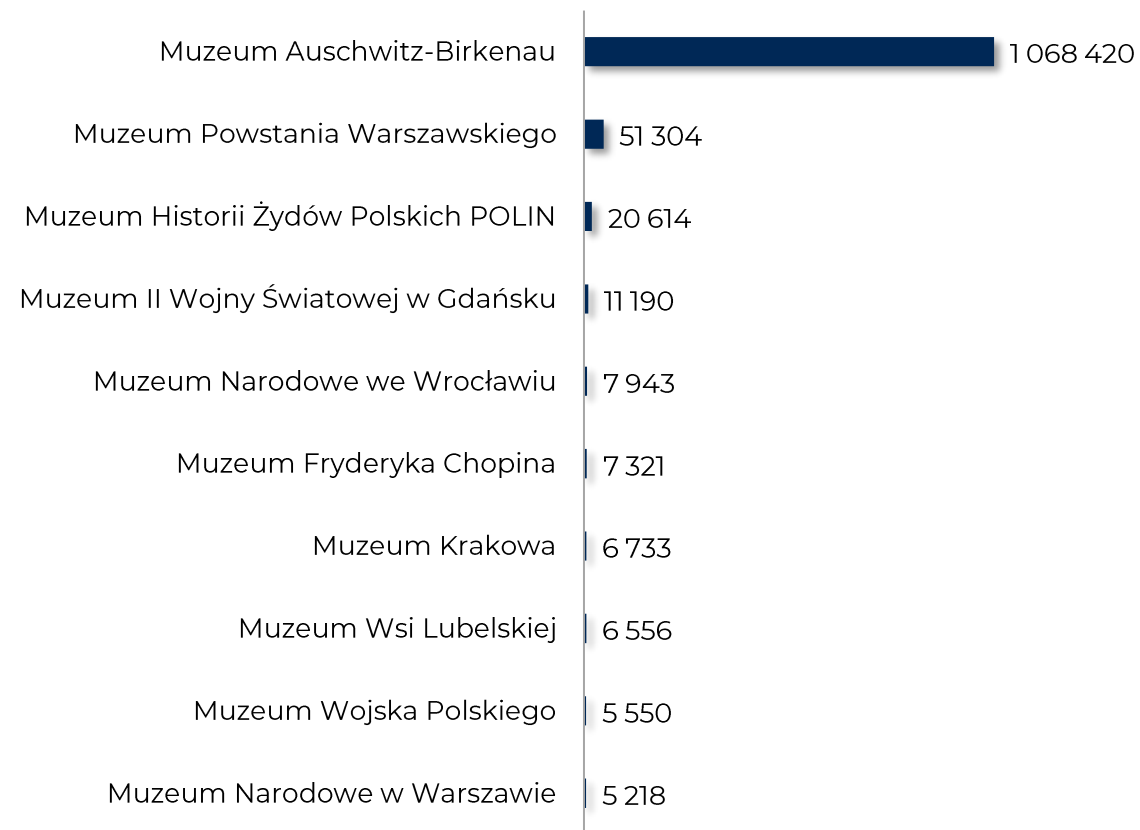 Muzeum Auschwitz-Birkenau 1 068 420
Muzeum Powstania Warszawskiego 51 304
Muzeum Historii Żydów Polskich POLIN 20 614
Muzeum II Wojny Światowej w Gdańsku 11 190
Muzeum Narodowe we Wrocławiu 7 943
Muzeum Fryderyka Chopina 7 321
Muzeum Krakowa 6 733
Muzeum Wsi Lubelskiej 6 556
Muzeum Wojska Polskiego 5 550
Muzeum Narodowe w Warszawie 5 218